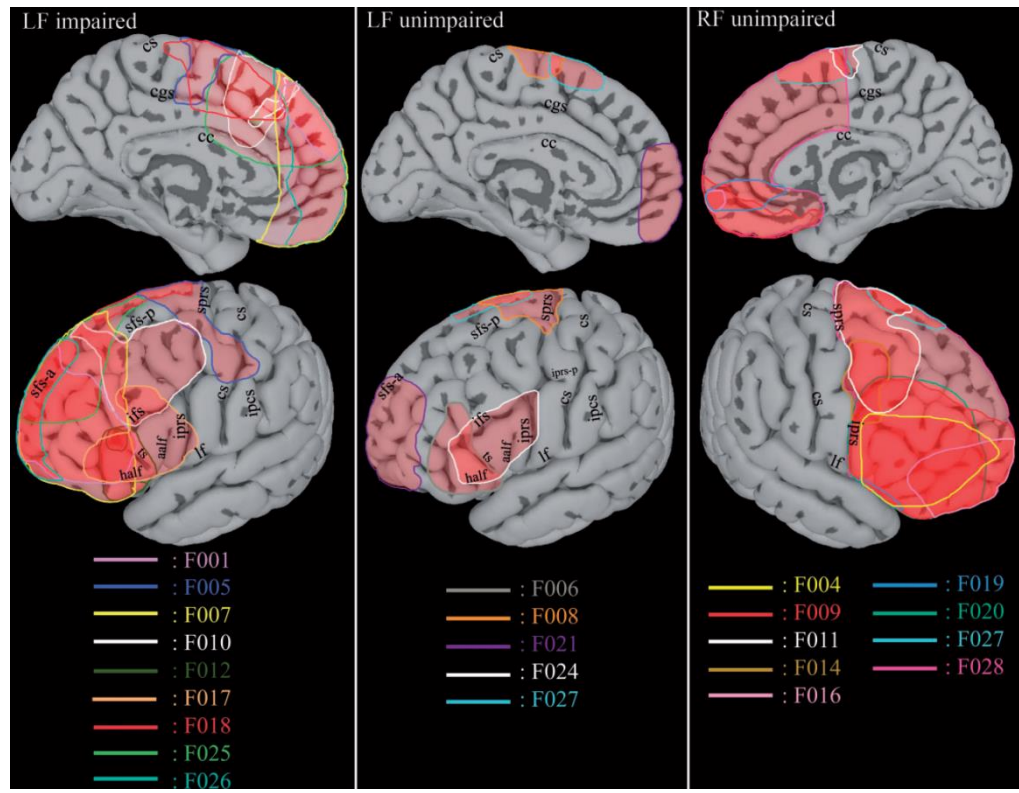 LF impaired
cs
cgs
cc
sprs
sfs-p
sfs-a
cs
ipcs
ifs
iprs
ts
aalf
half
lf
: F001
: F005
: F007
: F010
: F012
: F017
: F018
: F025
: F026
LF unimpaired
cs
cgs
cc
sprs
cs
sfs-p
iprs-p
sfs-a
cs
ipcs
ifs
iprs
aalf
ts
half
lf
: F006
: F008
: F021
: F024
: F027
RF unimpaired
cs
cgs
cc
cs
sprs
cs
iprs
lf
: F004
: F009
: F011
: F014
: F016
: F019
: F020
: F027
: F028